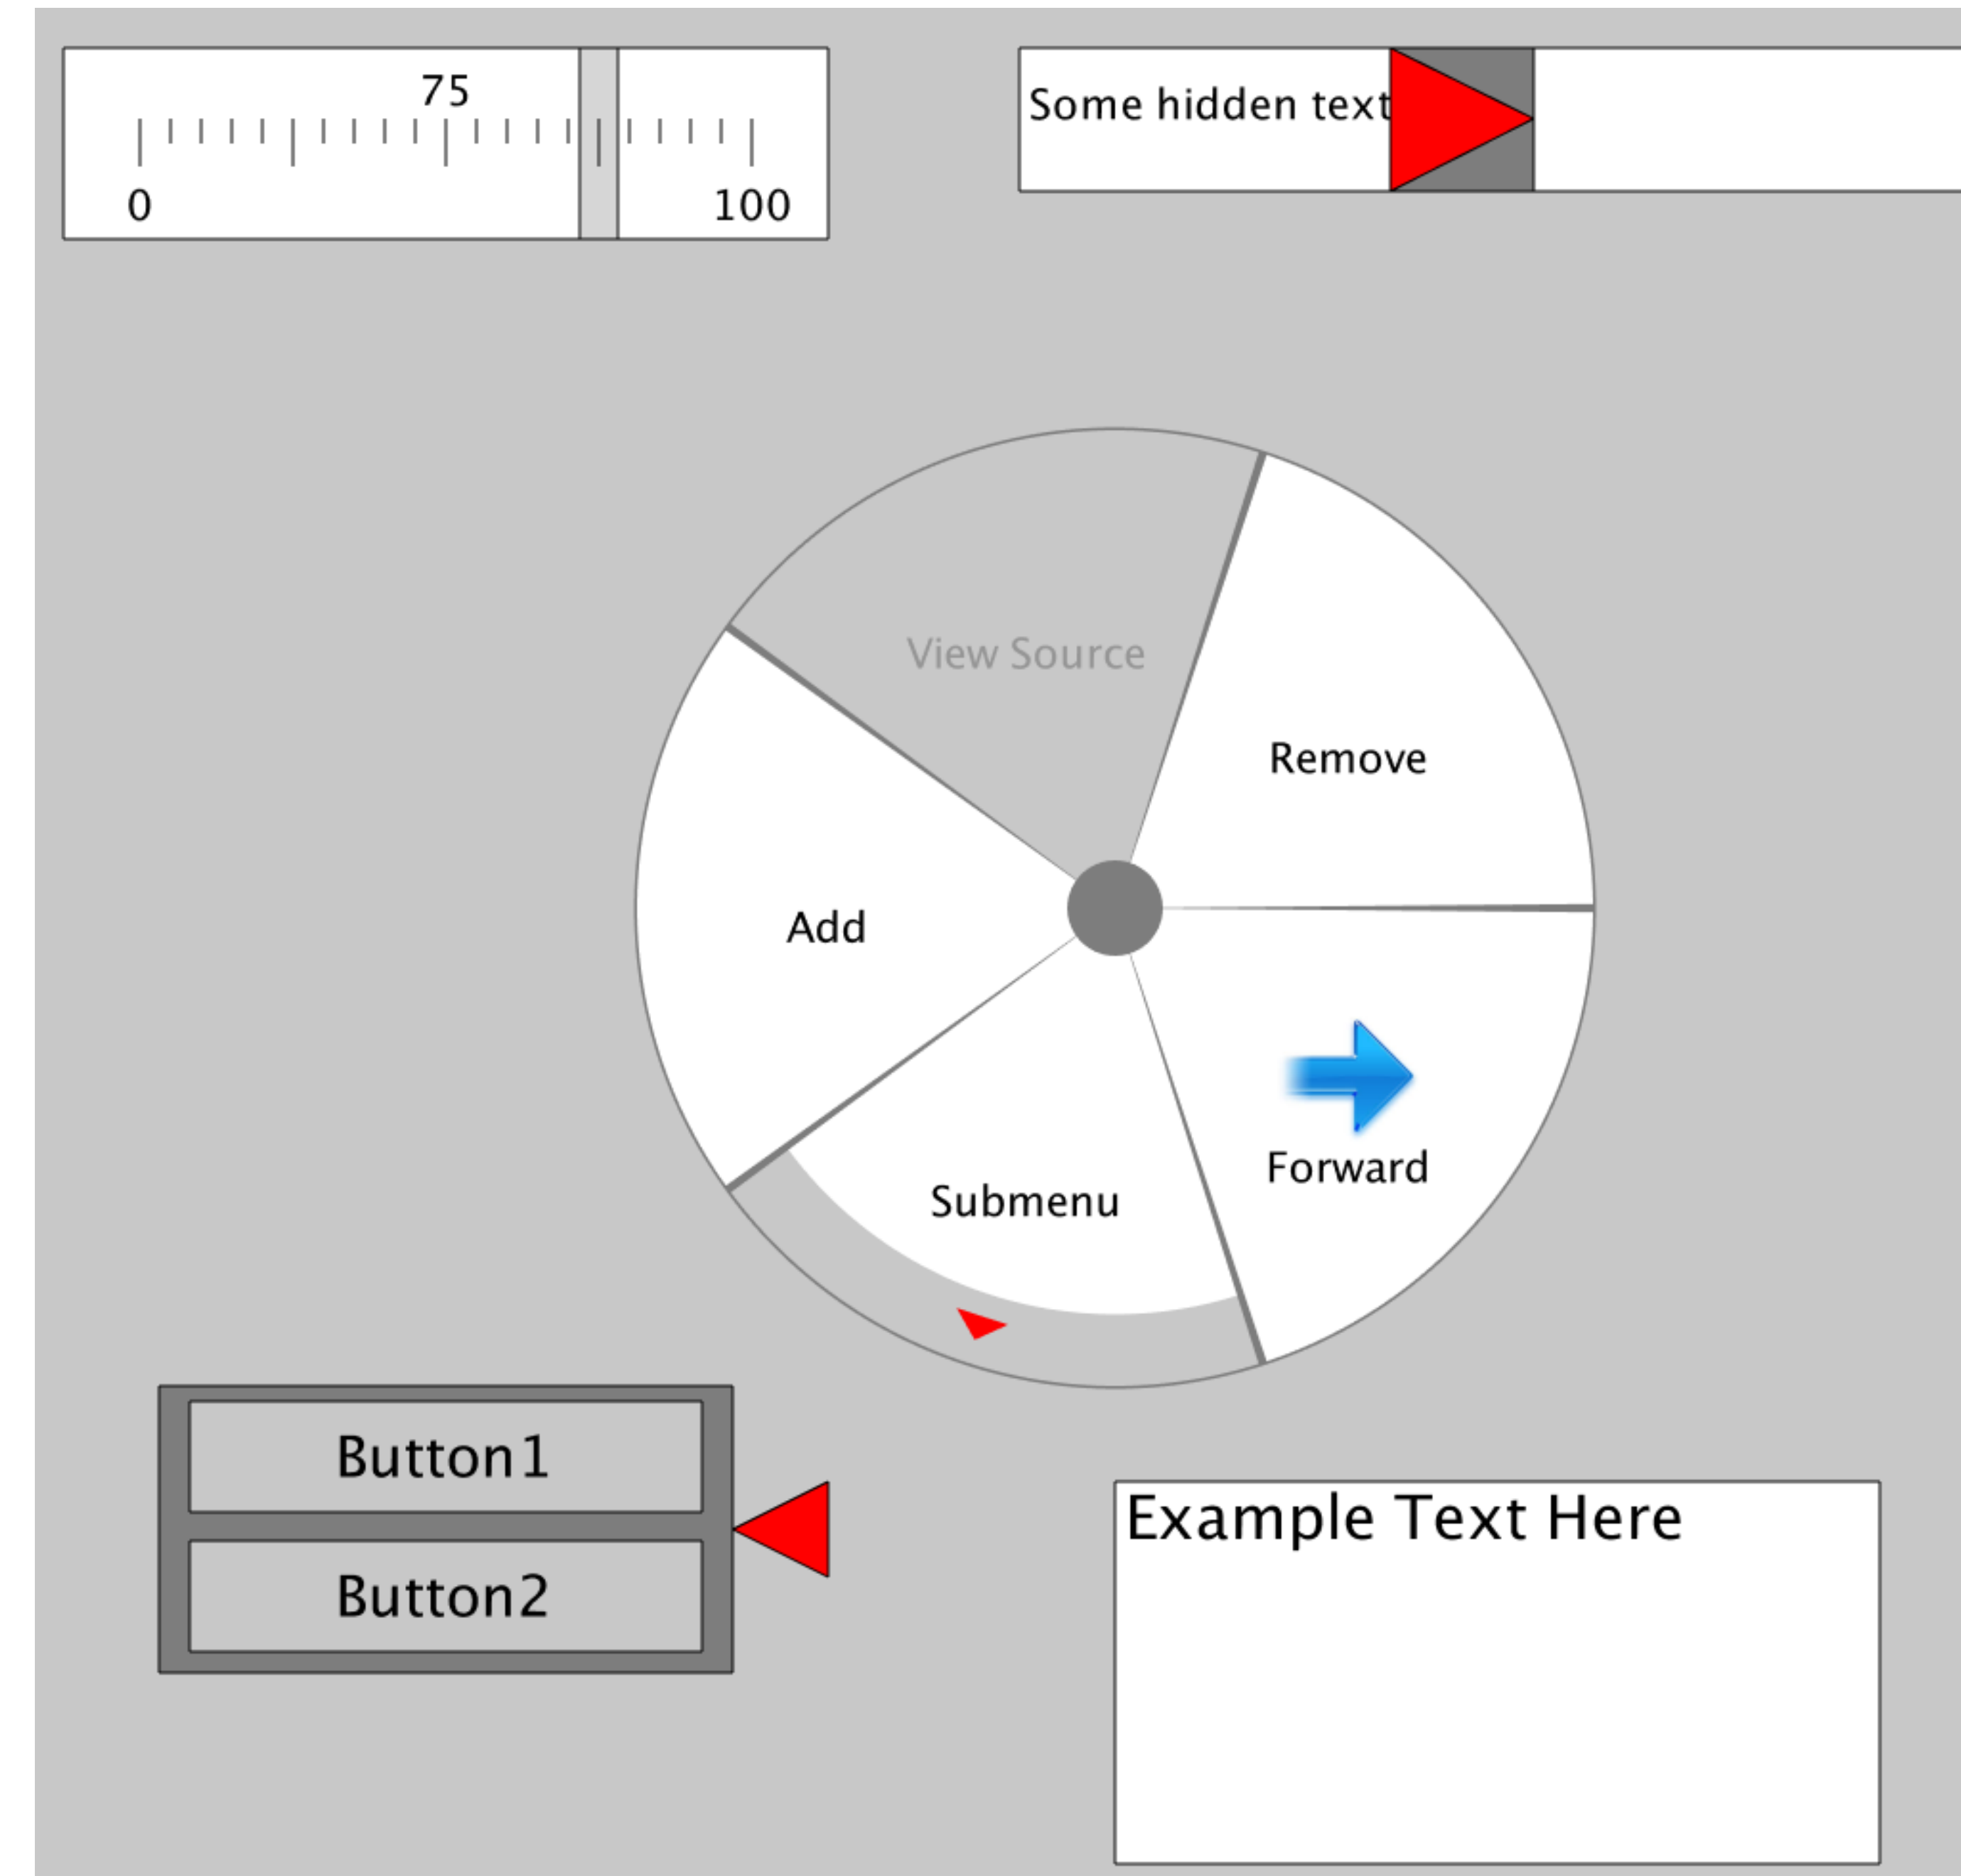 75
0
100
Some hidden text
View Source
Remove
Add
Forward
Submenu
Button1
Button2
Example Text Here